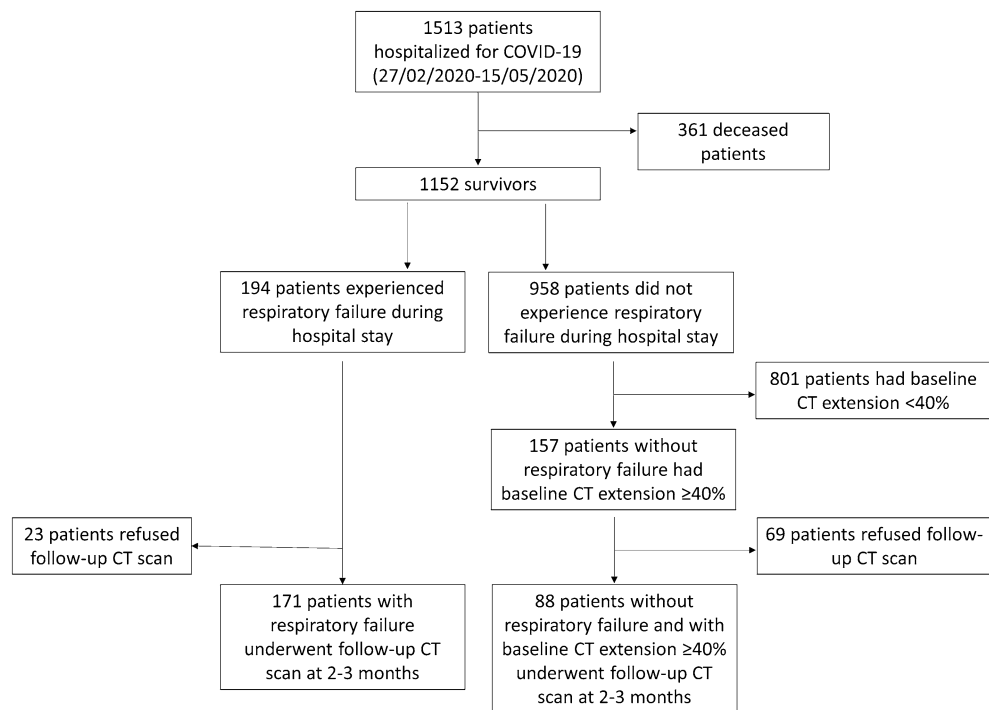 1513 patients
hospitalized for COVID-19
(27/02/2020-15/05/2020)
361 deceased
patients
1152 survivors
194 patients experienced
respiratory failure during
hospital stay
958 patients did not
experience respiratory
failure during hospital stay
801 patients had baseline
CT extension <40%
157 patients without
respiratory failure had
baseline CT extension ≥40%
23 patients refused
follow-up CT scan
69 patients refused follow-
up CT scan
171 patients with
respiratory failure
underwent follow-up CT
scan at 2-3 months
88 patients without
respiratory failure and with
baseline CT extension ≥40%
underwent follow-up CT
scan at 2-3 months